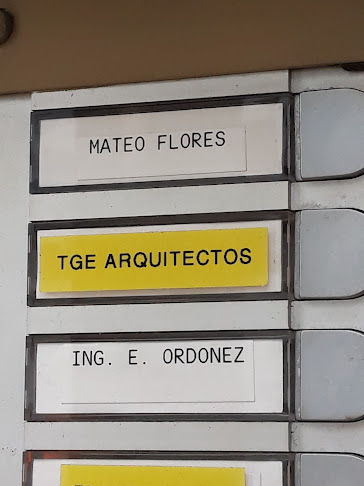 MATEO FLORES
TGE ARQUITECTOS
ING. E. ORDONEZ